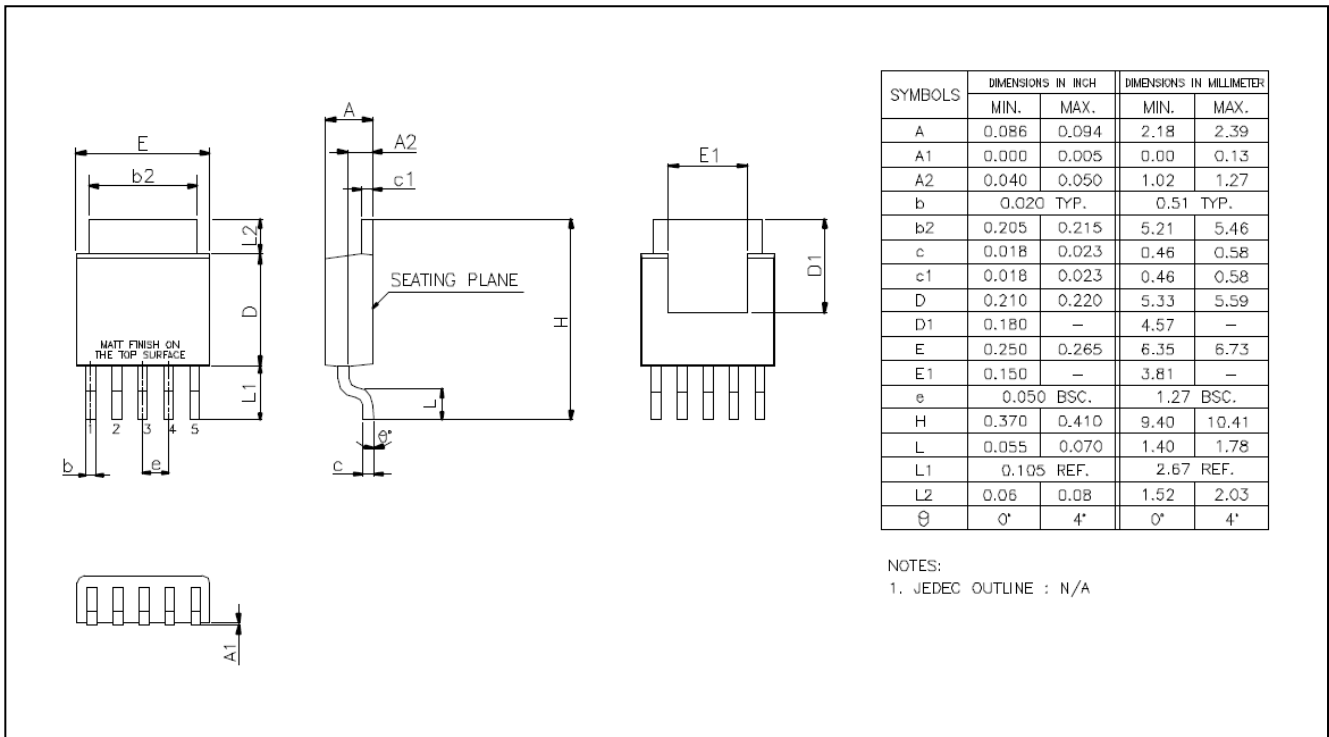 E
b2
L2
D
L1
MATT FINISH ON
THE TOP SURFACE
1 2 3 4 5
b
e
A
A2
c1
SEATING PLANE
H
L
θ°
c
E1
D1
A1
SYMBOLS DIMENSIONS IN INCH DIMENSIONS IN MILLIMETER
MIN. MAX. MIN. MAX.
A 0.086 0.094 2.18 2.39
A1 0.000 0.005 0.00 0.13
A2 0.040 0.050 1.02 1.27
b 0.020 TYP. 0.51 TYP.
b2 0.205 0.215 5.21 5.46
c 0.018 0.023 0.46 0.58
c1 0.018 0.023 0.46 0.58
D 0.210 0.220 5.33 5.59
D1 0.180 – 4.57 –
E 0.250 0.265 6.35 6.73
E1 0.150 – 3.81 –
e 0.050 BSC. 1.27 BSC.
H 0.370 0.410 9.40 10.41
L 0.055 0.070 1.40 1.78
L1 0.105 REF. 2.67 REF.
L2 0.06 0.08 1.52 2.03
θ 0° 4° 0° 4°
NOTES:
1. JEDEC OUTLINE : N/A